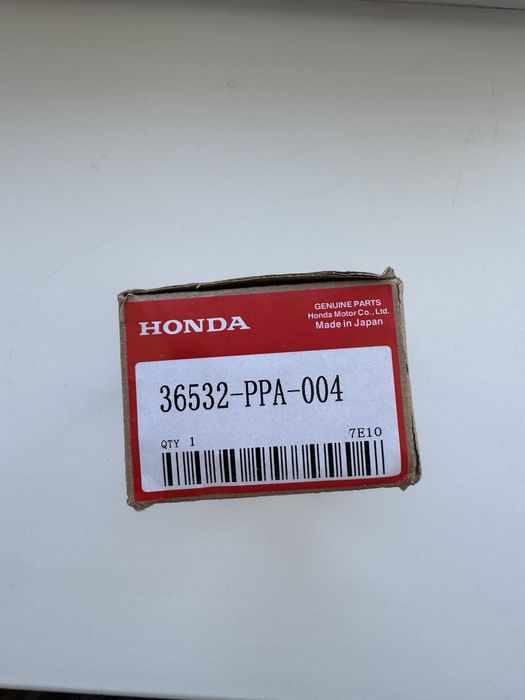 HONDA
GENUINE PARTS
Honda Motor Co., Ltd.
Made in Japan
36532-PPA-004
QTY 1
7E10